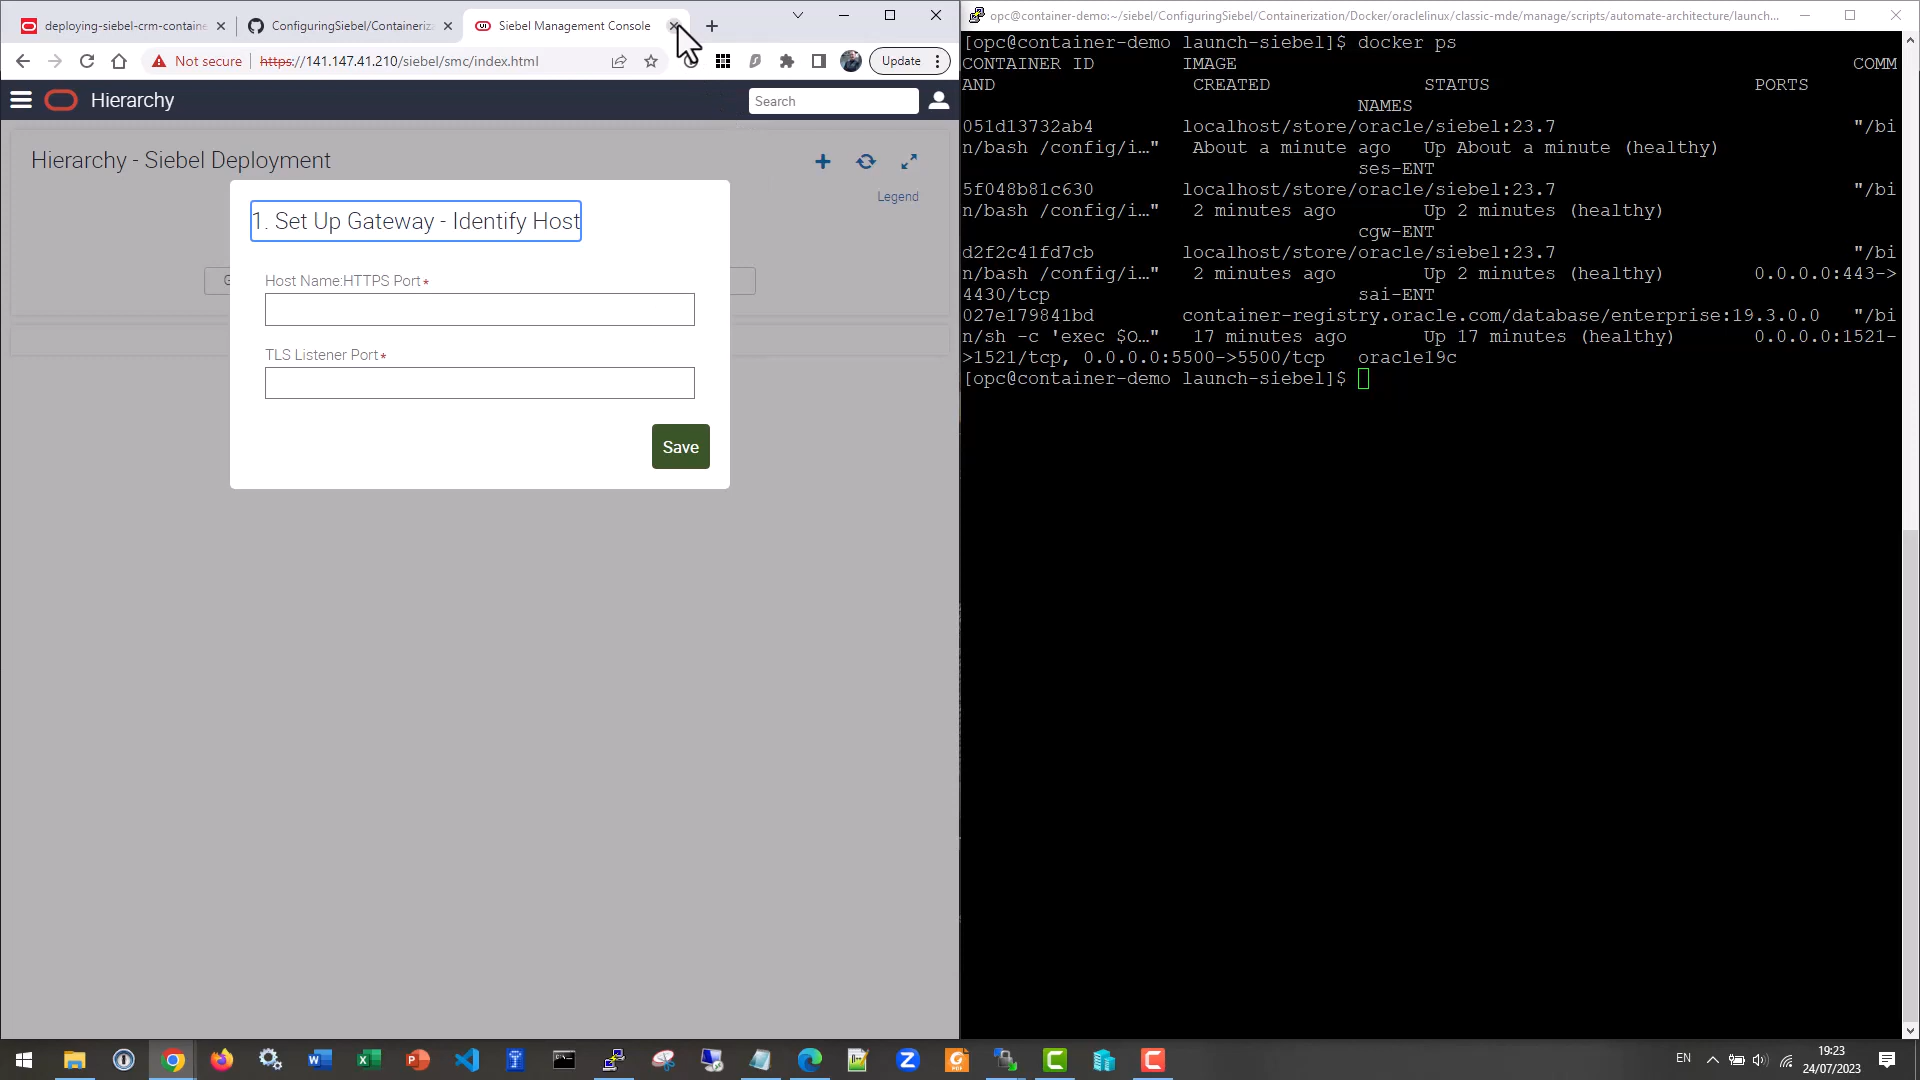 deploying-siebel-crm-containe
ConfiguringSiebel/Containeriz
Siebel Management Console
Not secure
https://141.147.41.210/siebel/smc/index.html
Update
Hierarchy
Search
Hierarchy - Siebel Deployment
Legend
1. Set Up Gateway - Identify Host
G
Host Name:HTTPS Port*
TLS Listener Port*
Save
opc@container-demo:~/siebel/ConfiguringSiebel/Containerization/Docker/oraclelinux/classic-mde/manage/scripts/automate-architecture/launch...
[opc@container-demo launch-siebel]$ docker ps
CONTAINER ID        IMAGE                                                        COMM
AND                  CREATED              STATUS                        PORTS
                                    NAMES
051d13732ab4        localhost/store/oracle/siebel:23.7                           "/bi
n/bash /config/i…"   About a minute ago   Up About a minute (healthy)
                                    ses-ENT
5f048b81c630        localhost/store/oracle/siebel:23.7                           "/bi
n/bash /config/i…"   2 minutes ago        Up 2 minutes (healthy)
                                    cgw-ENT
d2f2c41fd7cb        localhost/store/oracle/siebel:23.7                           "/bi
n/bash /config/i…"   2 minutes ago        Up 2 minutes (healthy)        0.0.0.0:443->
4430/tcp                            sai-ENT
027e179841bd        container-registry.oracle.com/database/enterprise:19.3.0.0   "/bi
n/sh -c 'exec $O…"   17 minutes ago       Up 17 minutes (healthy)       0.0.0.0:1521-
>1521/tcp, 0.0.0.0:5500->5500/tcp   oracle19c
[opc@container-demo launch-siebel]$
EN
19:23
24/07/2023